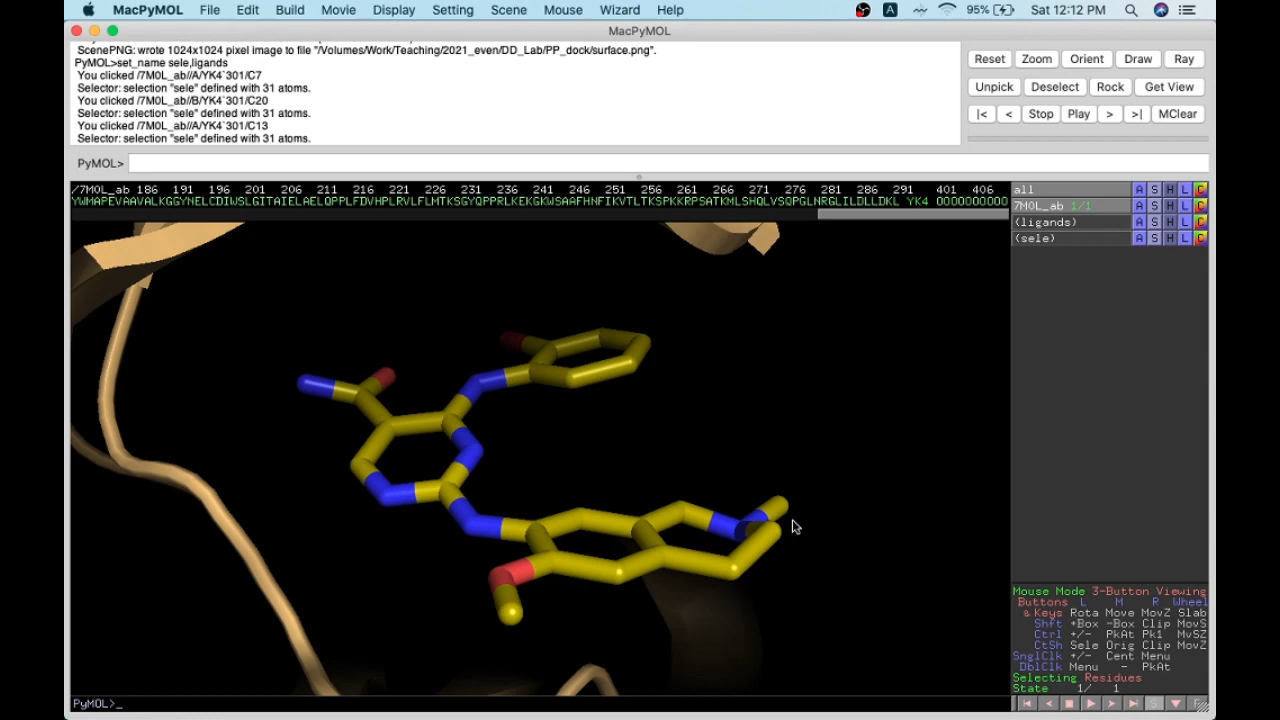 MacPyMOL File Edit Build Movie Display Setting Scene Mouse Wizard Help A 95% Sat 12:12 PM
MacPyMOL
ScenePNG: wrote 1024x1024 pixel image to file "/Volumes/Work/Teaching/2021_even/DD_Lab/PP_dock/surface.png".
PyMOL>set_name sele,ligands
You clicked /7M0L_ab//A/YK4`301/C7
Selector: selection "sele" defined with 31 atoms.
You clicked /7M0L_ab//B/YK4`301/C20
Selector: selection "sele" defined with 31 atoms.
You clicked /7M0L_ab//A/YK4`301/C13
Selector: selection "sele" defined with 31 atoms.
Reset Zoom Orient Draw Ray
Unpick Deselect Rock Get View
|< < Stop Play > >| MClear
PyMOL>
/7M0L_ab 186 191 196 201 206 211 216 221 226 231 236 241 246 251 256 261 266 271 276 281 286 291 401 406
YWMAPEVAAVALKGGYNELCDIWSLGITAIELAELQPPLFDVHPLRVLFLMTKSGYQPPRLKEKGKWSAAFHNFIKVTLTKSPKKRPSATKMLSHQLVSQPGLNRGLILDLLDKL YK4 OOOOOOOOOO
all A S H L C
7M0L_ab 1/1 A S H L C
(ligands) A S H L C
(sele) A S H L C
Mouse Mode 3-Button Viewing
Buttons L M R Wheel
& Keys Rota Move MovZ Slab
Shft +Box -Box Clip MovS
Ctrl +/- PkAt Pk1 MvSZ
CtSh Sele Orig Clip MovZ
SnglClk +/- Cent Menu
DblClk Menu - PkAt
Selecting Residues
State 1/ 1
PyMOL>_
S